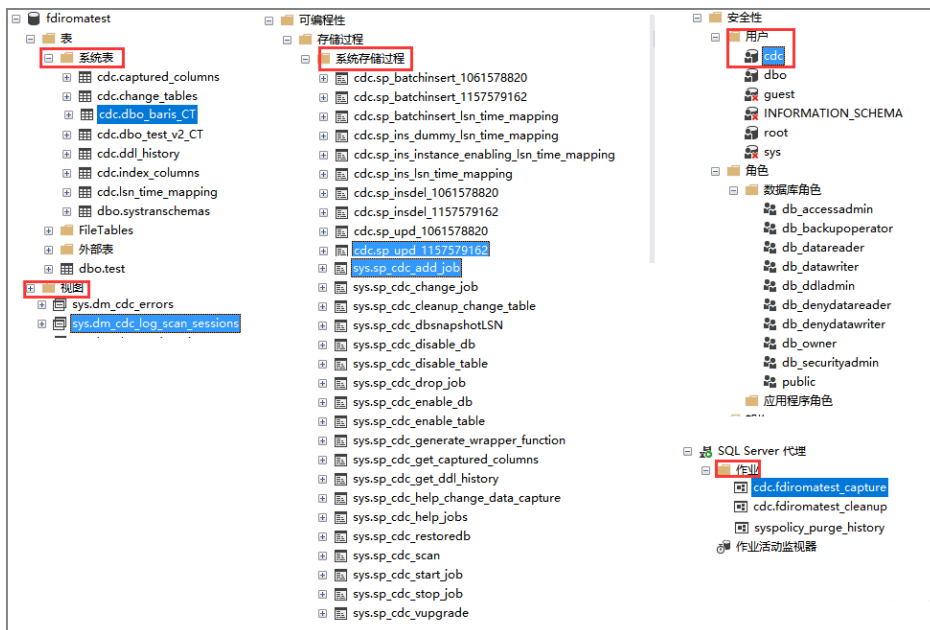 fdiromatest
表
系统表
cdc.captured_columns
cdc.change_tables
cdc.dbo_baris_CT
cdc.dbo_test_v2_CT
cdc.ddl_history
cdc.index_columns
cdc.lsn_time_mapping
dbo.systranschemas
FileTables
外部表
dbo.test
视图
sys.dm_cdc_errors
sys.dm_cdc_log_scan_sessions
可编程性
存储过程
系统存储过程
cdc.sp_batchinsert_1061578820
cdc.sp_batchinsert_1157579162
cdc.sp_batchinsert_lsn_time_mapping
cdc.sp_ins_dummy_lsn_time_mapping
cdc.sp_ins_instance_enabling_lsn_time_mapping
cdc.sp_ins_lsn_time_mapping
cdc.sp_insdel_1061578820
cdc.sp_insdel_1157579162
cdc.sp_upd_1061578820
cdc.sp_upd_1157579162
sys.sp_cdc_add_job
sys.sp_cdc_change_job
sys.sp_cdc_cleanup_change_table
sys.sp_cdc_dbsnapshotLSN
sys.sp_cdc_disable_db
sys.sp_cdc_disable_table
sys.sp_cdc_drop_job
sys.sp_cdc_enable_db
sys.sp_cdc_enable_table
sys.sp_cdc_generate_wrapper_function
sys.sp_cdc_get_captured_columns
sys.sp_cdc_get_ddl_history
sys.sp_cdc_help_change_data_capture
sys.sp_cdc_help_jobs
sys.sp_cdc_restoredb
sys.sp_cdc_scan
sys.sp_cdc_start_job
sys.sp_cdc_stop_job
sys.sp_cdc_vupgrade
安全性
用户
cdc
dbo
guest
INFORMATION_SCHEMA
root
sys
角色
数据库角色
db_accessadmin
db_backupoperator
db_datareader
db_datawriter
db_ddladmin
db_denydatareader
db_denydatawriter
db_owner
db_securityadmin
public
应用程序角色
SQL Server 代理
作业
cdc.fdiromatest_capture
cdc.fdiromatest_cleanup
syspolicy_purge_history
作业活动监视器